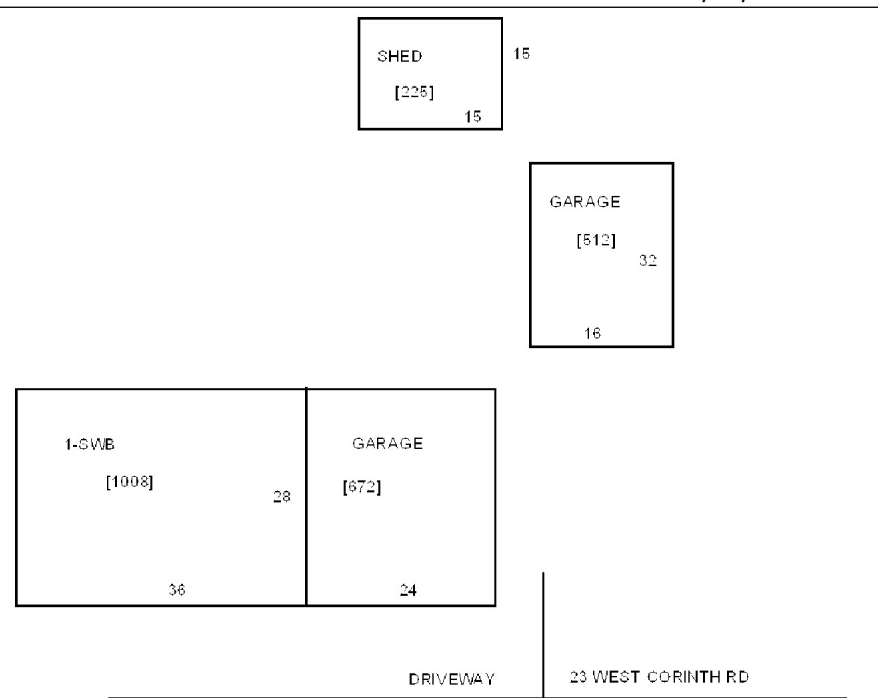 SHED
15
[225]
15
GARAGE
[512]
32
16
1-SWB
[1008]
28
36
GARAGE
[672]
24
DRIVEWAY
23 WEST CORINTH RD